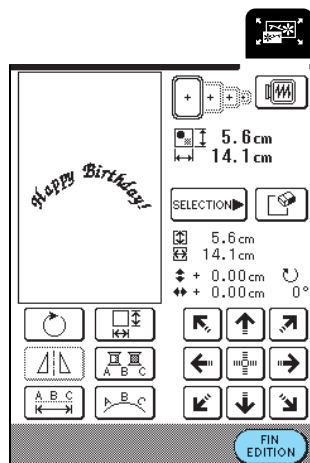 5.6cm
14.1cm
Happy Birthday!
SELECTION
5.6cm
14.1cm
+ 0.00cm
+ 0.00cm 0°
A B C
A B C
A B C
FIN
EDITION